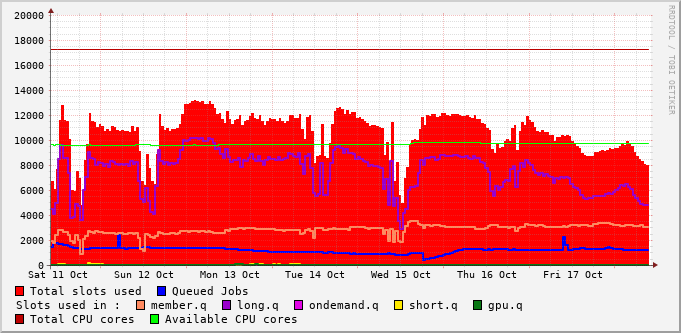 20000
18000
16000
14000
12000
10000
8000
6000
4000
2000
0
Sat 11 Oct Sun 12 Oct Mon 13 Oct Tue 14 Oct Wed 15 Oct Thu 16 Oct Fri 17 Oct
Total slots used Queued Jobs
Slots used in : member.q long.q ondemand.q short.q gpu.q
Total CPU cores Available CPU cores
RRDTOOL / TOBI OETIKER